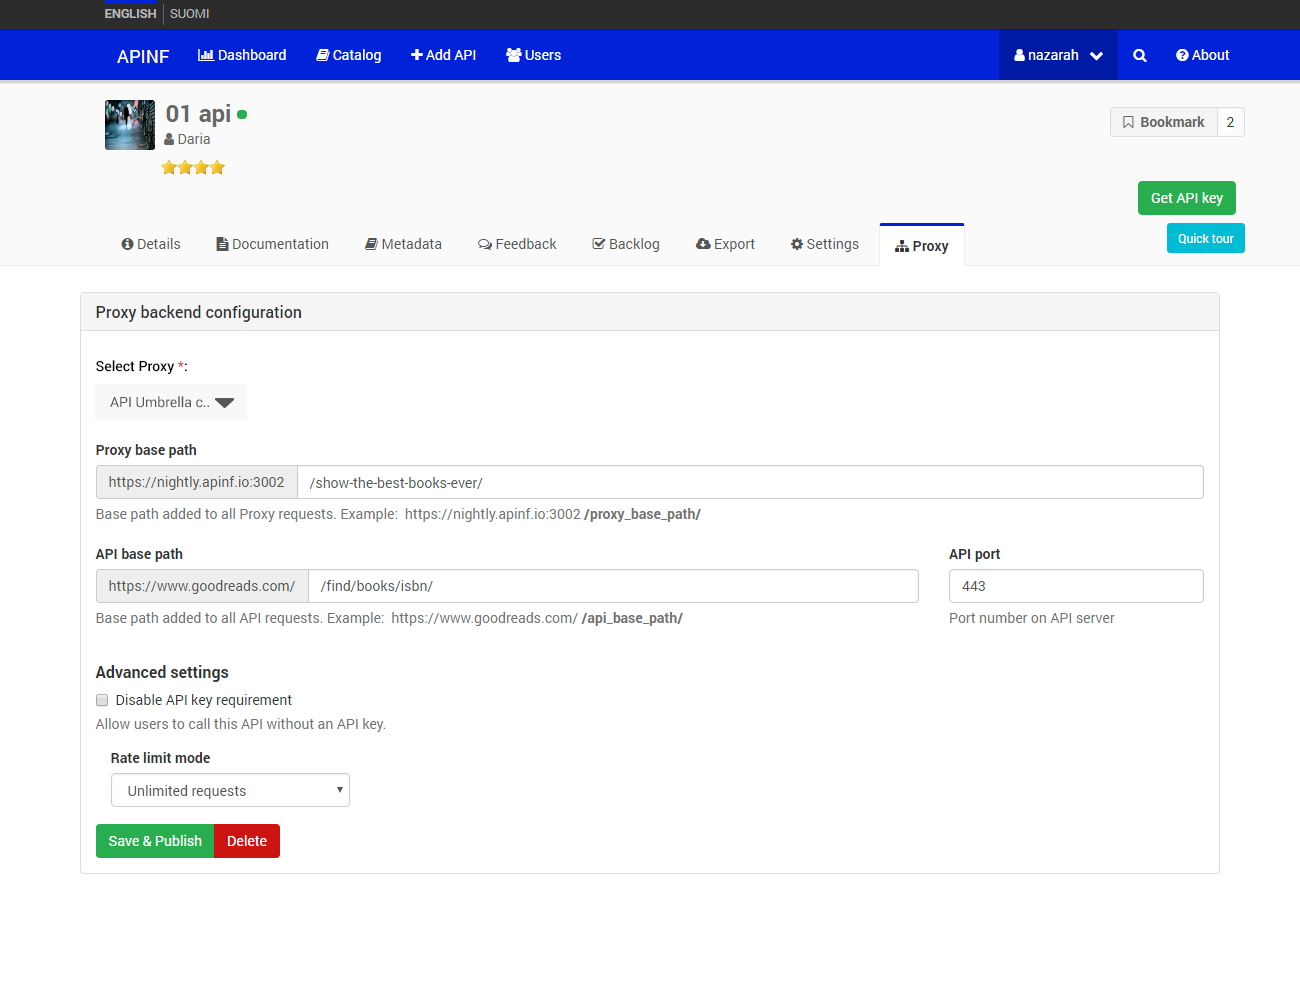 ENGLISH SUOMI
APINF Dashboard Catalog Add API Users nazarah About
01 api
Bookmark 2
Daria
Get API key
Details Documentation Metadata Feedback Backlog Export Settings Proxy
Quick tour
Proxy backend configuration
Select Proxy *:
API Umbrella c..
Proxy base path
https://nightly.apinf.io:3002 /show-the-best-books-ever/
Base path added to all Proxy requests. Example: https://nightly.apinf.io:3002 /proxy_base_path/
API base path API port
https://www.goodreads.com/ /find/books/isbn/ 443
Base path added to all API requests. Example: https://www.goodreads.com/ /api_base_path/ Port number on API server
Advanced settings
Disable API key requirement
Allow users to call this API without an API key.
Rate limit mode
Unlimited requests
Save & Publish Delete